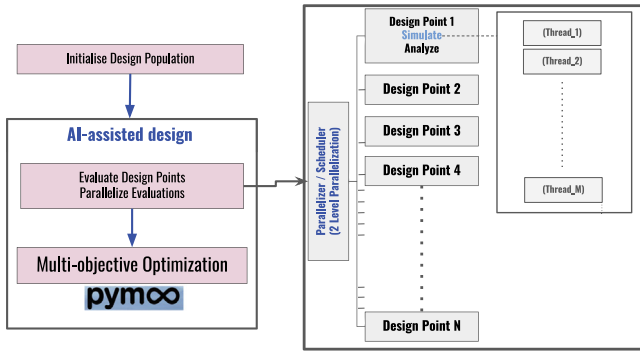 Initialise Design Population
AI-assisted design
Evaluate Design Points
Parallelize Evaluations
Multi-objective Optimization
pymoo
Parallelizer / Scheduler
(2 Level Parallelization)
Design Point 1
Simulate
Analyze
Design Point 2
Design Point 3
Design Point 4
Design Point N
(Thread_1)
(Thread_2)
(Thread_M)